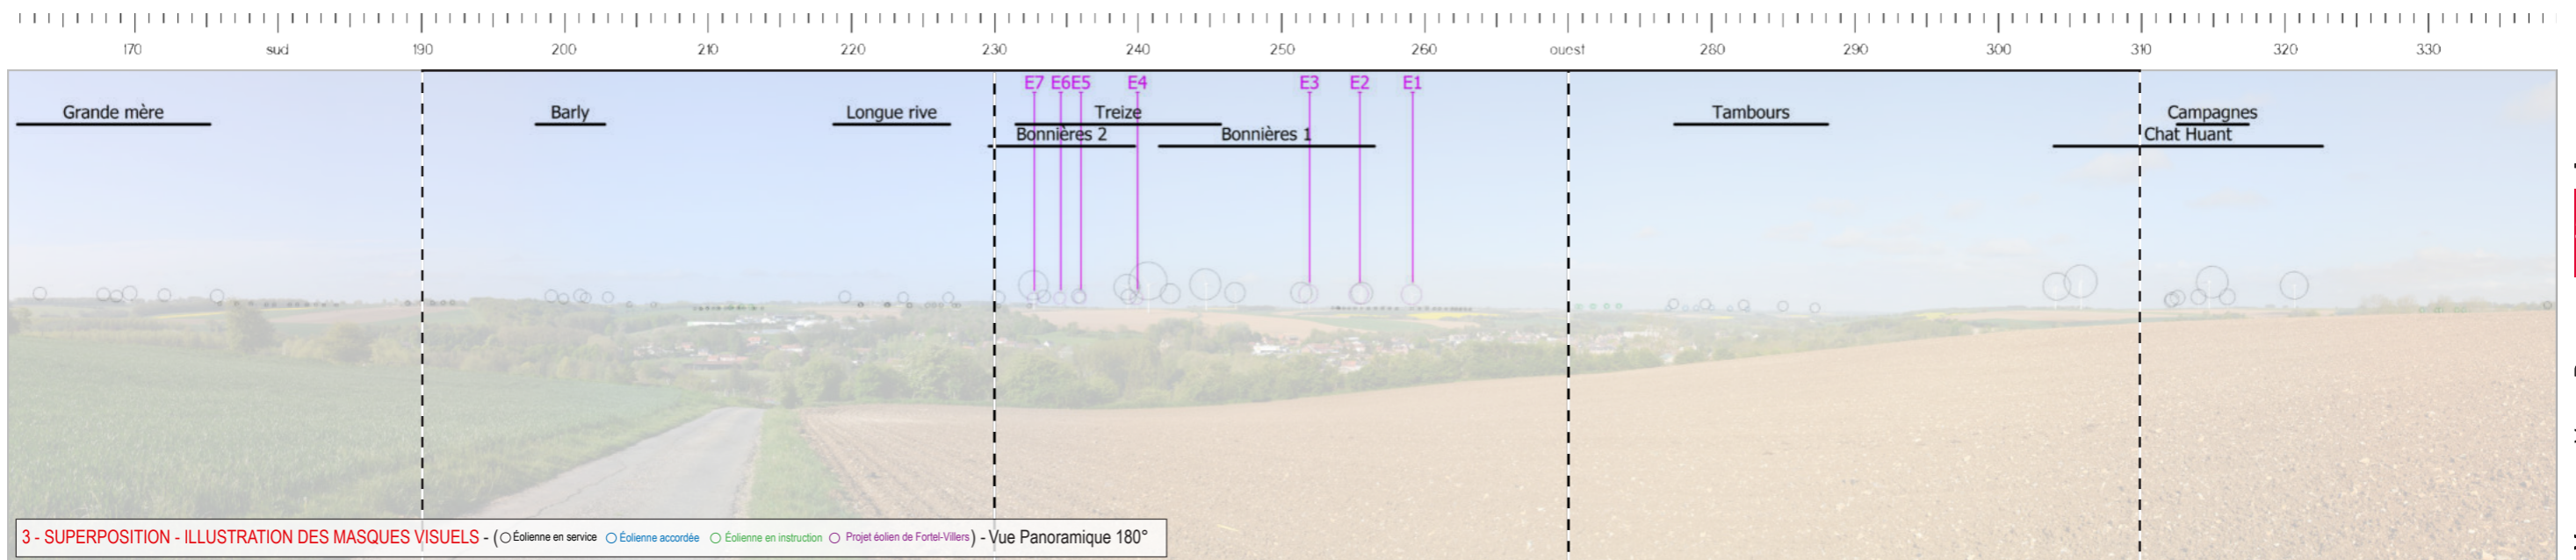 170 sud 190 200 210 220 230 240 250 260 ouest 280 290 300 310 320 330
E7 E6 E5 E4 E3 E2 E1
Grande mère Barly Longue rive Treize Tambours Campagnes
Bonnières 2 Bonnières 1 Chat Huant
3 - SUPERPOSITION - ILLUSTRATION DES MASQUES VISUELS - ( Éolienne en service Éolienne accordée Éolienne en instruction Projet éolien de Fortel-Villers) - Vue Panoramique 180°